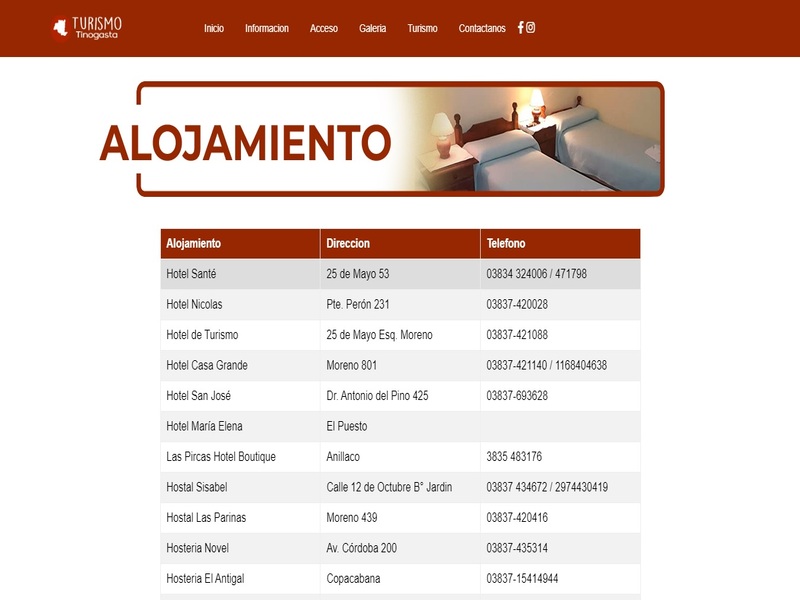 TURISMO
Tinogasta
Inicio Informacion Acceso Galeria Turismo Contactanos
ALOJAMIENTO
Alojamiento Direccion Telefono
Hotel Santé 25 de Mayo 53 03834 324006 / 471798
Hotel Nicolas Pte. Perón 231 03837-420028
Hotel de Turismo 25 de Mayo Esq. Moreno 03837-421088
Hotel Casa Grande Moreno 801 03837-421140 / 1168404638
Hotel San José Dr. Antonio del Pino 425 03837-693628
Hotel María Elena El Puesto
Las Pircas Hotel Boutique Anillaco 3835 483176
Hostal Sisabel Calle 12 de Octubre B° Jardin 03837 434672 / 2974430419
Hostal Las Parinas Moreno 439 03837-420416
Hosteria Novel Av. Córdoba 200 03837-435314
Hosteria El Antigal Copacabana 03837-15414944